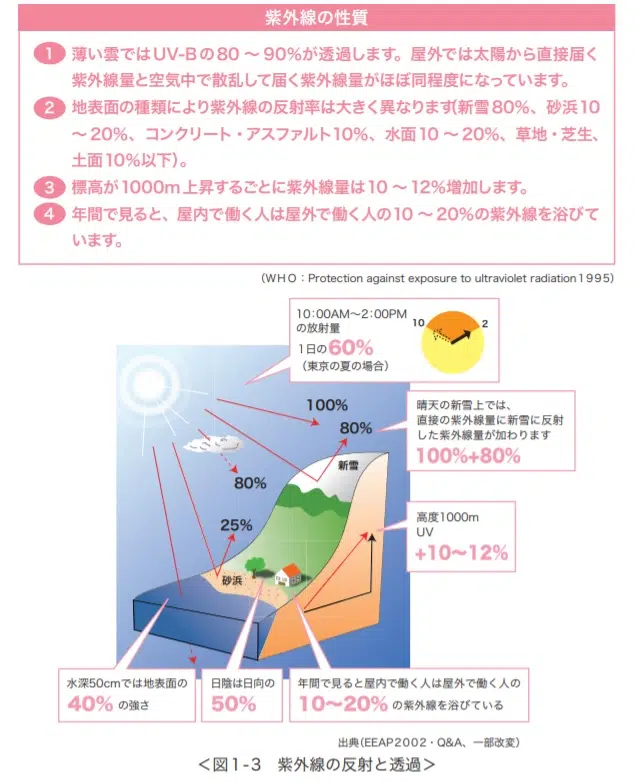 紫外線の性質
1 薄い雲ではUV-Bの80～90%が透過します。屋外では太陽から直接届く
紫外線量と空気中で散乱して届く紫外線量がほぼ同程度になっています。
2 地表面の種類により紫外線の反射率は大きく異なります(新雪80%、砂浜10
～20%、コンクリート・アスファルト10%、水面10～20%、草地・芝生、
土面10%以下)。
3 標高が1000m上昇するごとに紫外線量は10～12%増加します。
4 年間で見ると、屋内で働く人は屋外で働く人の10～20%の紫外線を浴びて
います。
(WHO：Protection against exposure to ultraviolet radiation1995)
10:00AM～2:00PM
の放射量
1日の60%
(東京の夏の場合)
10
2
100%
80%
晴天の新雪上では、
直接の紫外線量に新雪に反射
した紫外線量が加わります
100%+80%
新雪
80%
25%
高度1000m
UV
+10～12%
砂浜
水深50cmでは地表面の
40% の強さ
日陰は日向の
50%
年間で見ると屋内で働く人は屋外で働く人の
10～20% の紫外線を浴びている
出典(EEAP2002・Q&A、一部改変)
＜図1-3　紫外線の反射と透過＞